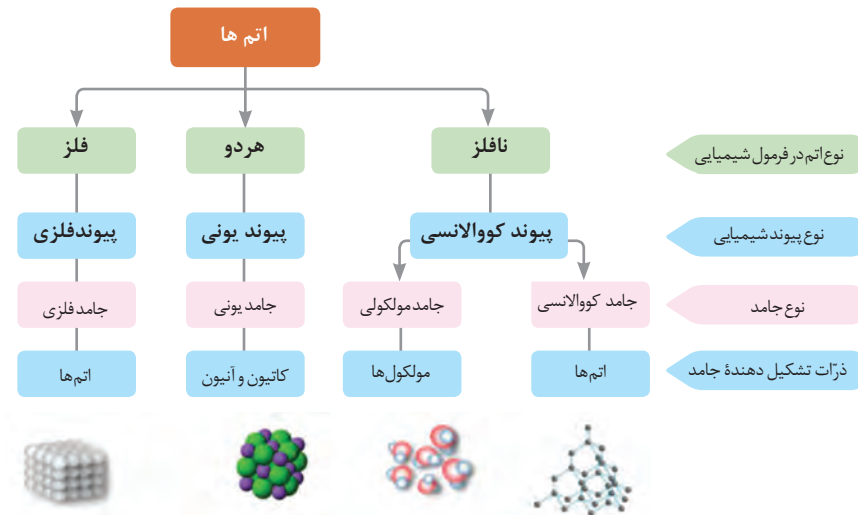 اتم ها
نوع اتم در فرمول شیمیایی
نافلز
هردو
فلز
نوع پیوند شیمیایی
پیوند کووالانسی
پیوند یونی
پیوند فلزی
نوع جامد
جامد کووالانسی
جامد مولکولی
جامد یونی
جامد فلزی
ذرّات تشکیل دهندهٔ جامد
اتم‌ها
مولکول‌ها
کاتیون و آنیون
اتم‌ها